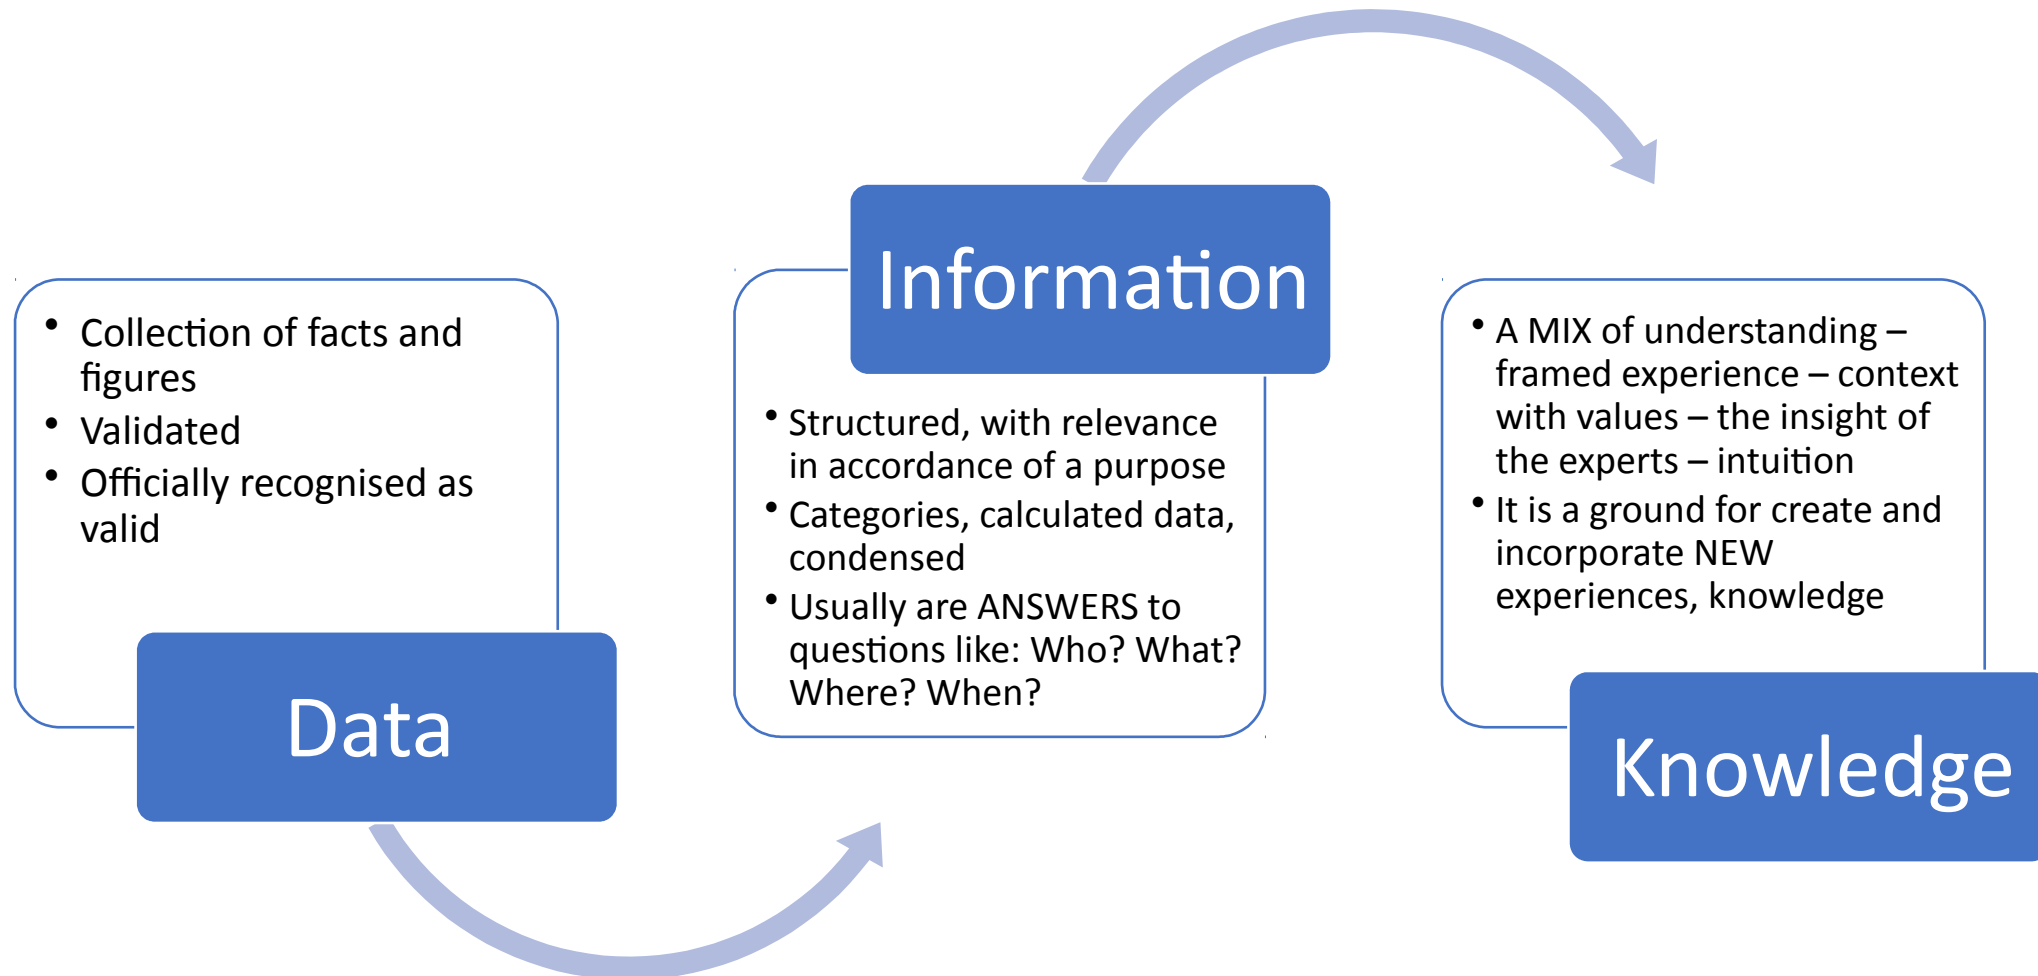 • Collection of facts and
figures
• Validated
• Officially recognised as
valid
Data
Information
• Structured, with relevance
in accordance of a purpose
• Categories, calculated data,
condensed
• Usually are ANSWERS to
questions like: Who? What?
Where? When?
• A MIX of understanding –
framed experience – context
with values – the insight of
the experts – intuition
• It is a ground for create and
incorporate NEW
experiences, knowledge
Knowledge